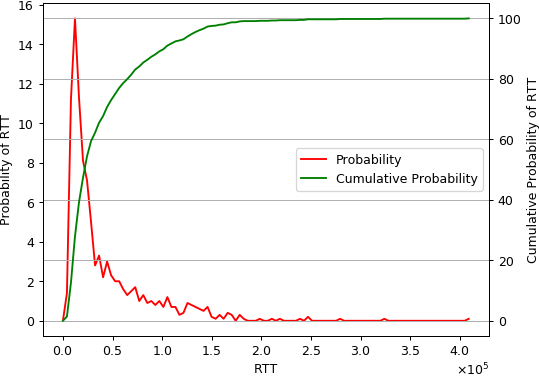 16
14
12
10
8
6
4
2
0
Probability of RTT
100
80
60
40
20
0
Cumulative Probability of RTT
Probability
Cumulative Probability
0.0 0.5 1.0 1.5 2.0 2.5 3.0 3.5 4.0
×10⁵
RTT